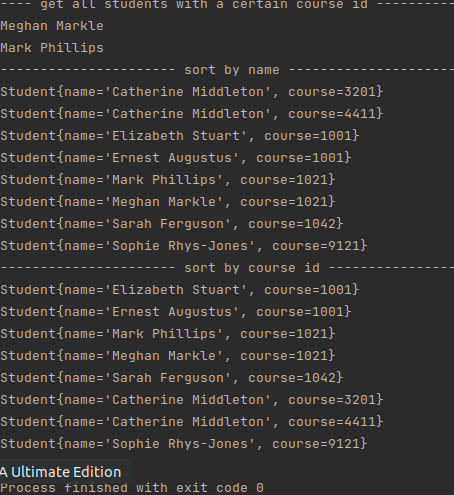 ---- get all students with a certain course id ----------
Meghan Markle
Mark Phillips
---------------------- sort by name ---------------------
Student{name='Catherine Middleton', course=3201}
Student{name='Catherine Middleton', course=4411}
Student{name='Elizabeth Stuart', course=1001}
Student{name='Ernest Augustus', course=1001}
Student{name='Mark Phillips', course=1021}
Student{name='Meghan Markle', course=1021}
Student{name='Sarah Ferguson', course=1042}
Student{name='Sophie Rhys-Jones', course=9121}
---------------------- sort by course id ----------------
Student{name='Elizabeth Stuart', course=1001}
Student{name='Ernest Augustus', course=1001}
Student{name='Mark Phillips', course=1021}
Student{name='Meghan Markle', course=1021}
Student{name='Sarah Ferguson', course=1042}
Student{name='Catherine Middleton', course=3201}
Student{name='Catherine Middleton', course=4411}
Student{name='Sophie Rhys-Jones', course=9121}
A Ultimate Edition
Process finished with exit code 0